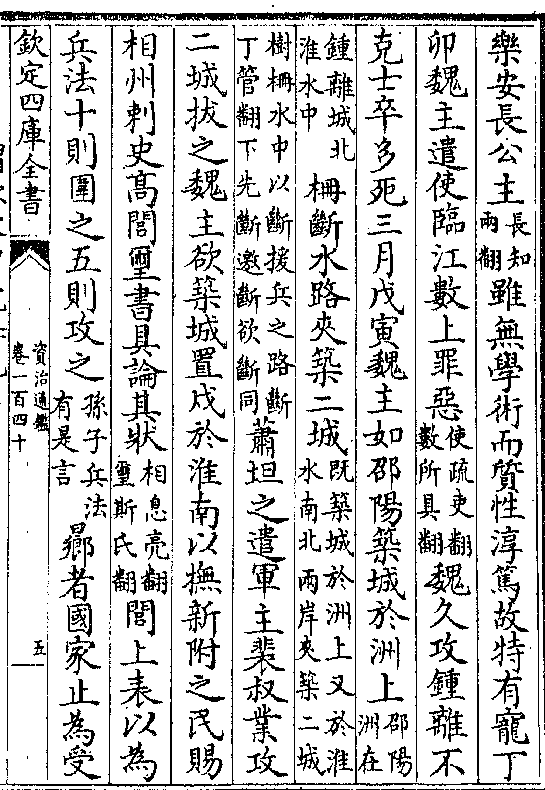 樂安長公主長知兩翻雖無學術而質性淳篤故特有寵丁
卯魏主遣使臨江數上罪惡使疏吏翻數所具翻魏久攻鍾離不
克士卒多死三月戊寅魏主如邵陽築城於洲上邵陽洲在
鍾離城北淮水中柵斷水路夾築二城既築城於洲上又於淮水南北兩岸夾築二城
樹柵水中以斷援兵之路斷丁管翻下先斷邀斷欲斷同蕭坦之遣軍主裴叔業攻
二城拔之魏主欲築城置戍於淮南以撫新附之民賜
相州刺史高閭璽書具論其狀相息亮翻璽斯氏翻閭上表以為
兵法十則圍之五則攻之孫子兵法有是言曏者國家止為受
欽定四庫全書
資治通鑑
卷一百四十
五